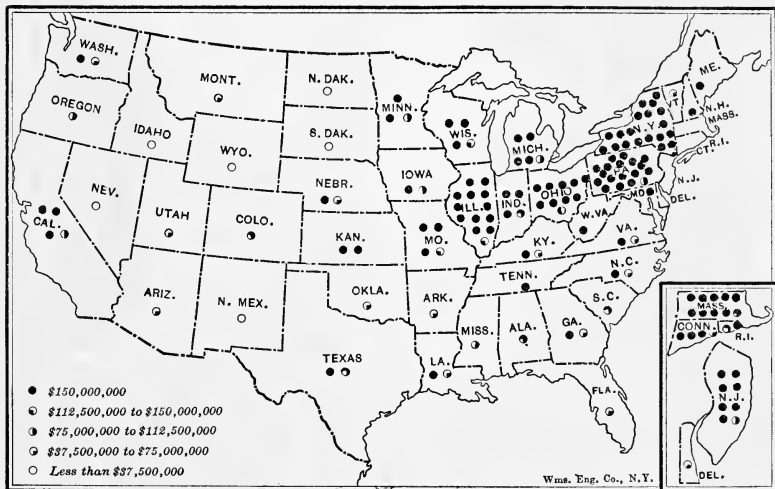 WASH.
MONT.
N. DAK.
MINN.
ME.
OREGON
IDAHO
S. DAK.
WIS.
MICH.
VT.
N.H.
MASS.
N.Y.
WYO.
R.I.
CT.
IOWA
NEBR.
NEV.
PA.
N.J.
OHIO
ILL.
IND.
MD.
DEL.
UTAH
COLO.
CAL.
W.VA.
KAN.
MO.
VA.
KY.
N.C.
TENN.
OKLA.
ARK.
ARIZ.
N. MEX.
S.C.
MASS.
MISS.
ALA.
GA.
CONN.
R.I.
TEXAS
LA.
$150,000,000
N.J.
$112,500,000 to $150,000,000
FLA.
$75,000,000 to $112,500,000
$37,500,000 to $75,000,000
Less than $37,500,000
DEL.
Wms. Eng. Co., N.Y.